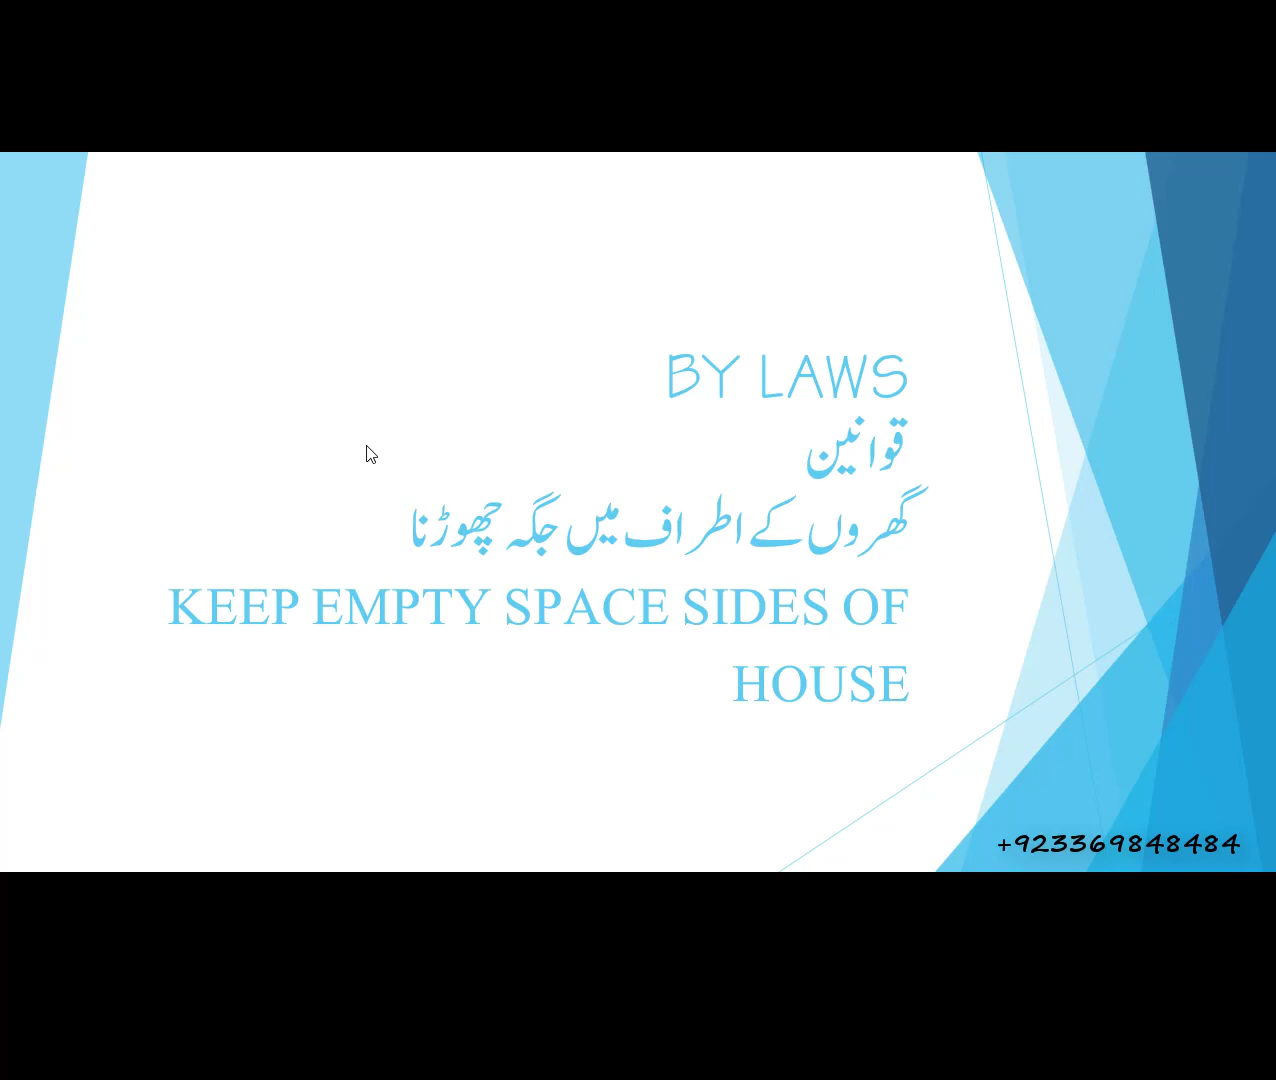 BY LAWS
قوانین
گھروں کے اطراف میں جگہ چھوڑنا
KEEP EMPTY SPACE SIDES OF
HOUSE
+923369848484